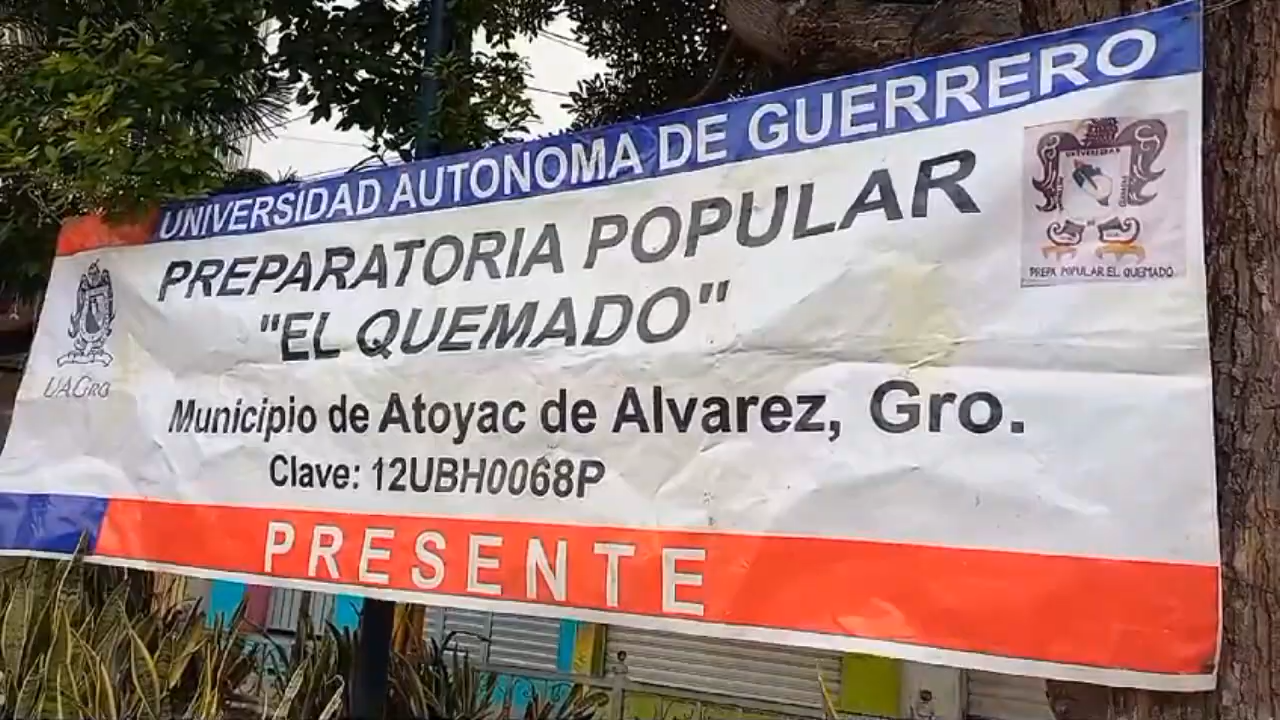 UNIVERSIDAD AUTONOMA DE GUERRERO
PREPARATORIA POPULAR
"EL QUEMADO"
Municipio de Atoyac de Alvarez, Gro.
Clave: 12UBH0068P
PRESENTE
UAGro
PREPA POPULAR EL QUEMADO